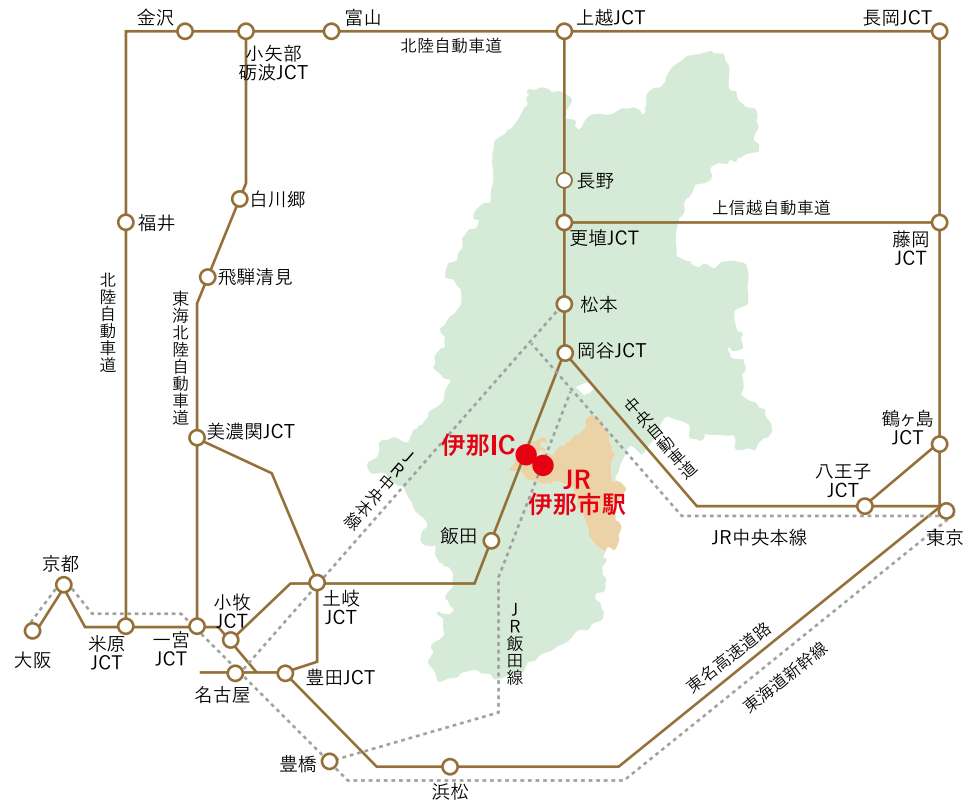 金沢
富山
上越JCT
長岡JCT
小矢部
砺波JCT
北陸自動車道
長野
白川郷
上信越自動車道
福井
更埴JCT
藤岡
JCT
飛騨清見
北陸自動車道
東海北陸自動車道
松本
岡谷JCT
中央自動車道
鶴ヶ島
JCT
美濃関JCT
伊那IC
JR中央本線
JR
伊那市駅
八王子
JCT
飯田
JR中央本線
東京
京都
小牧
JCT
土岐
JCT
JR飯田線
大阪
米原
JCT
一宮
JCT
名古屋
豊田JCT
東名高速道路
東海道新幹線
豊橋
浜松